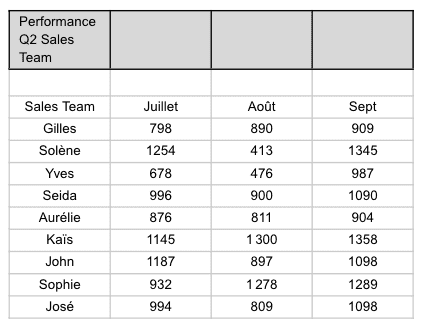 Performance
Q2 Sales
Team
Sales Team Juillet Août Sept
Gilles 798 890 909
Solène 1254 413 1345
Yves 678 476 987
Seida 996 900 1090
Aurélie 876 811 904
Kaïs 1145 1 300 1358
John 1187 897 1098
Sophie 932 1 278 1289
José 994 809 1098